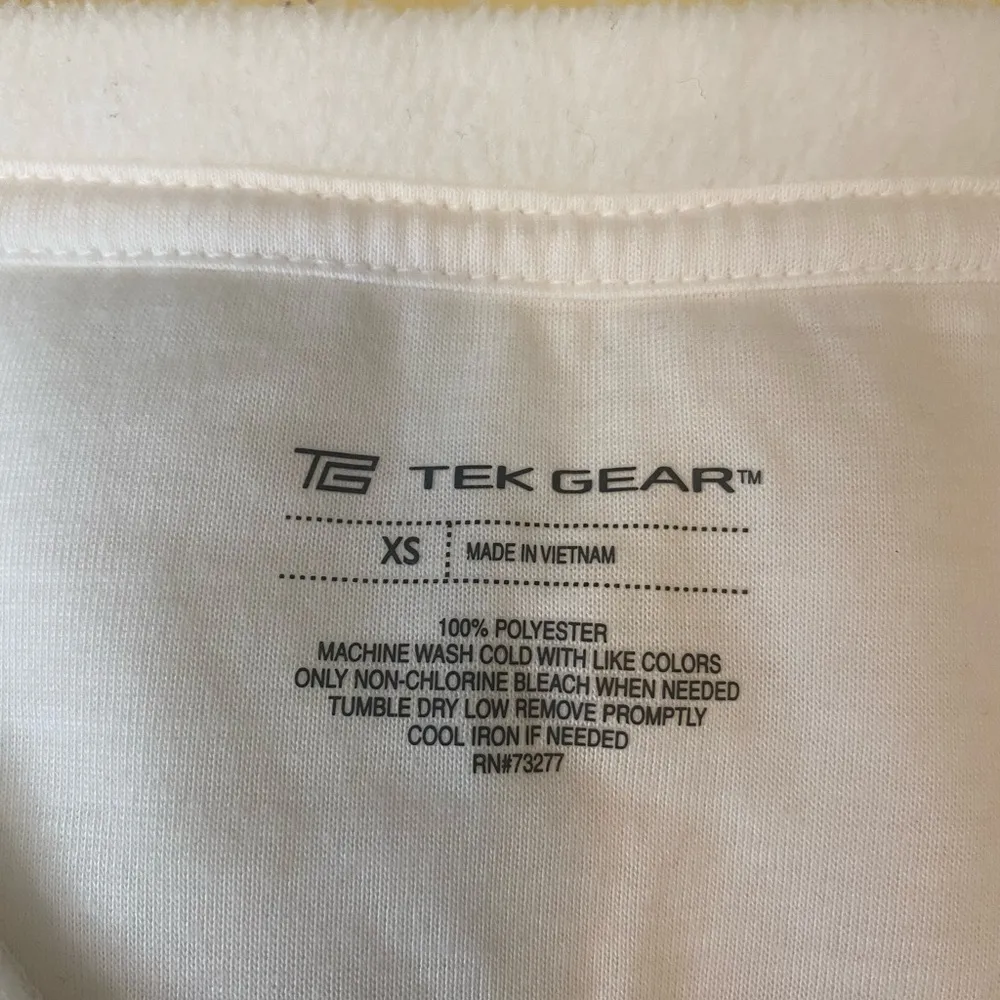 TG TEK GEAR™
XS MADE IN VIETNAM
100% POLYESTER
MACHINE WASH COLD WITH LIKE COLORS
ONLY NON-CHLORINE BLEACH WHEN NEEDED
TUMBLE DRY LOW REMOVE PROMPTLY
COOL IRON IF NEEDED
RN#73277